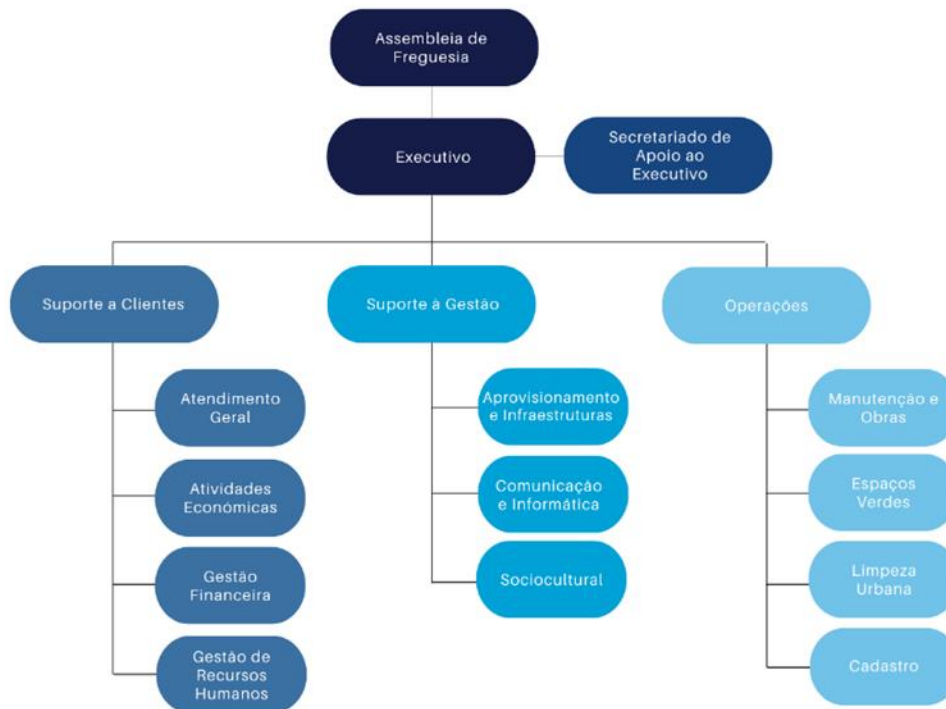 Assembleia de
Freguesia
Executivo
Secretariado de
Apoio ao
Executivo
Suporte a Clientes
Suporte à Gestão
Operações
Atendimento
Geral
Atividades
Económicas
Gestão
Financeira
Gestão de
Recursos
Humanos
Aprovisionamento
e Infraestruturas
Comunicação
e Informática
Sociocultural
Manutenção e
Obras
Espaços
Verdes
Limpeza
Urbana
Cadastro